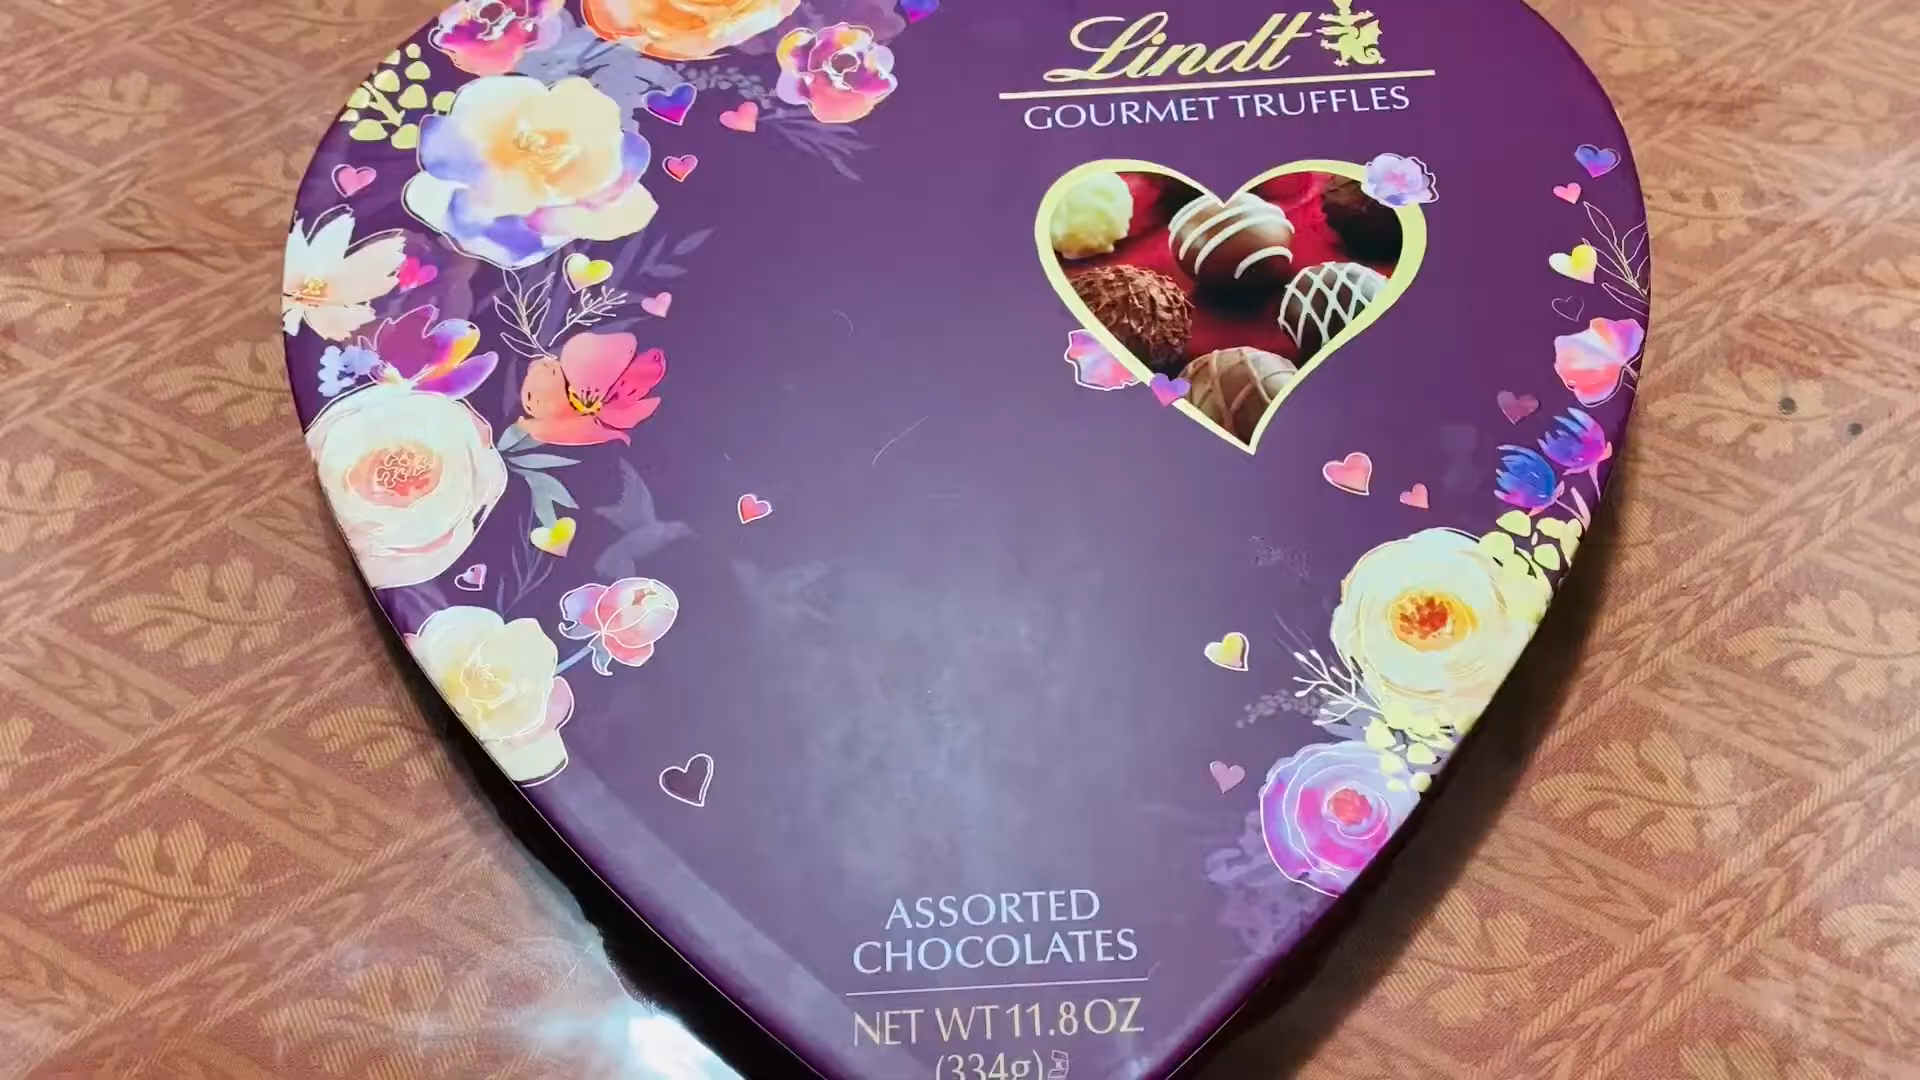 Lindt
GOURMET TRUFFLES
ASSORTED
CHOCOLATES
NET WT 11.8 OZ
(334g)